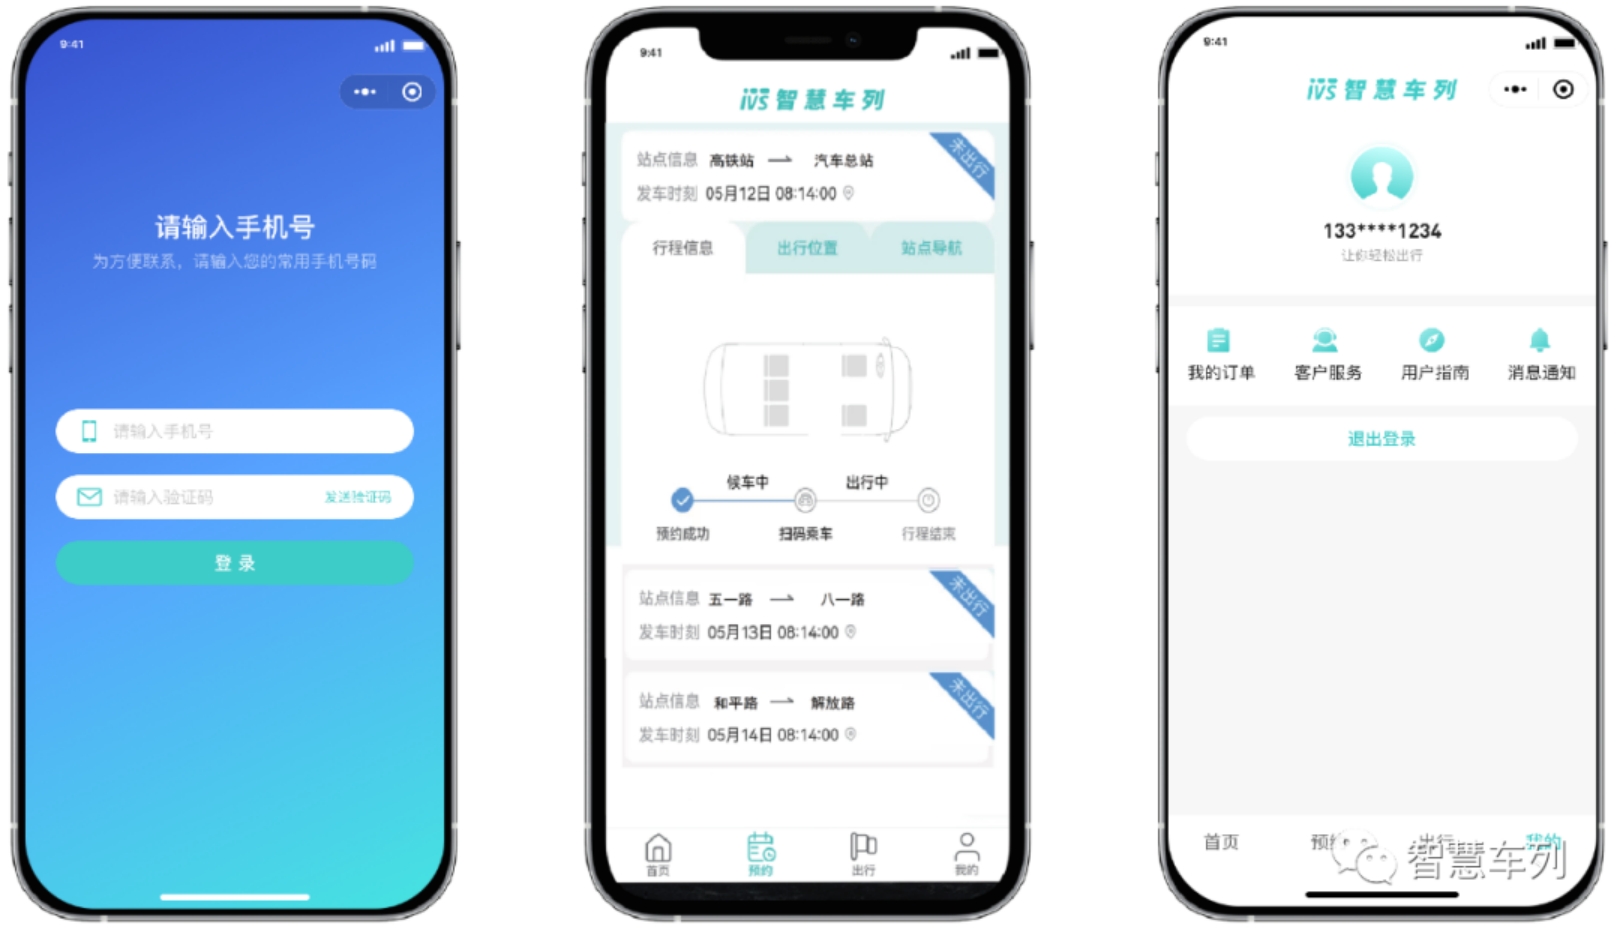 9:41
请输入手机号
为方便联系，请输入您的常用手机号码
请输入手机号
请输入验证码 发送验证码
登录
9:41
ivs智慧车列
站点信息 高铁站 汽车总站
未出行
发车时刻 05月12日 08:14:00
行程信息 出行位置 站点导航
候车中 出行中
预约成功 扫码乘车 行程结束
站点信息 五一路 八一路
未出行
发车时刻 05月13日 08:14:00
站点信息 和平路 解放路
未出行
发车时刻 05月14日 08:14:00
首页 预约 出行 我的
9:41
ivs智慧车列
133****1234
让你轻松出行
我的订单 客户服务 用户指南 消息通知
退出登录
首页 预 出行 我的
智慧车列